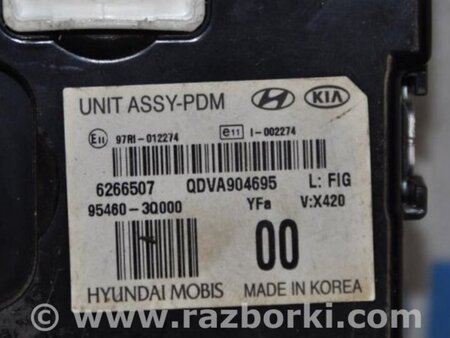 UNIT ASSY-PDM HYUNDAI KIA
E11 97RI-012274 e11 I-002274
6266507 QDVA904695 L: FIG
95460-3Q000 YFa V:X420
00
HYUNDAI MOBIS MADE IN KOREA
www.razborki.com